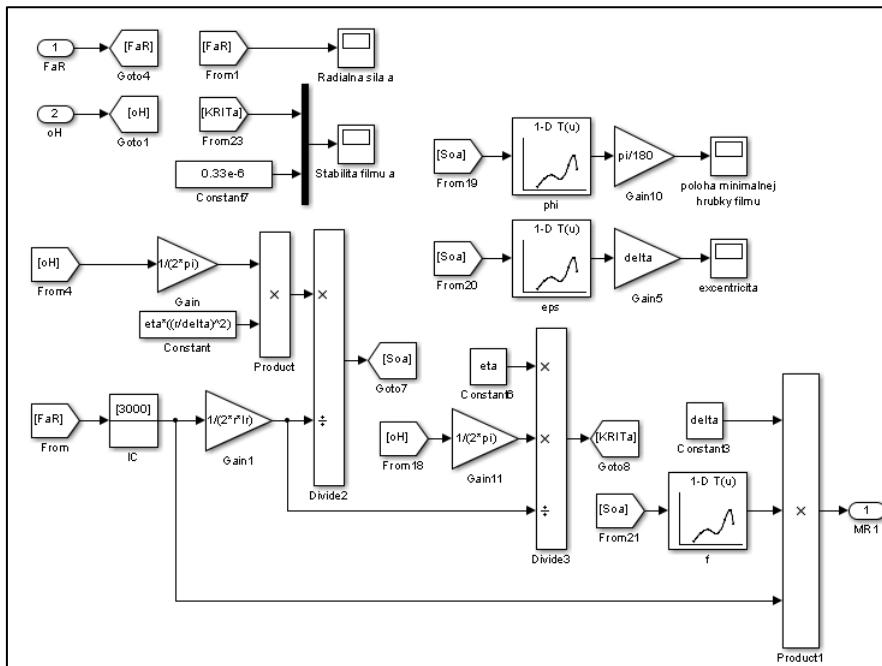 1
FaR
[FaR]
Goto4
[FaR]
From1
Radialna sila a
2
oH
[oH]
Goto1
[KRITa]
From23
0.33e-6
Constant7
Stabilita filmu a
[Soa]
From19
1-D T(u)
phi
pi/180
Gain10
poloha minimalnej
hrubky filmu
[Soa]
From20
1-D T(u)
eps
delta
Gain5
excentricita
[oH]
From4
1/(2*pi)
Gain
eta*((r/delta)^2)
Constant
×
Product
×
÷
Divide2
[Soa]
Goto7
[FaR]
From
[3000]
IC
1/(2*r*lr)
Gain1
eta
Constant6
[oH]
From18
1/(2*pi)
Gain11
×
×
÷
Divide3
[KRITa]
Goto8
delta
Constant3
[Soa]
From21
1-D T(u)
f
×
Product1
1
MR1